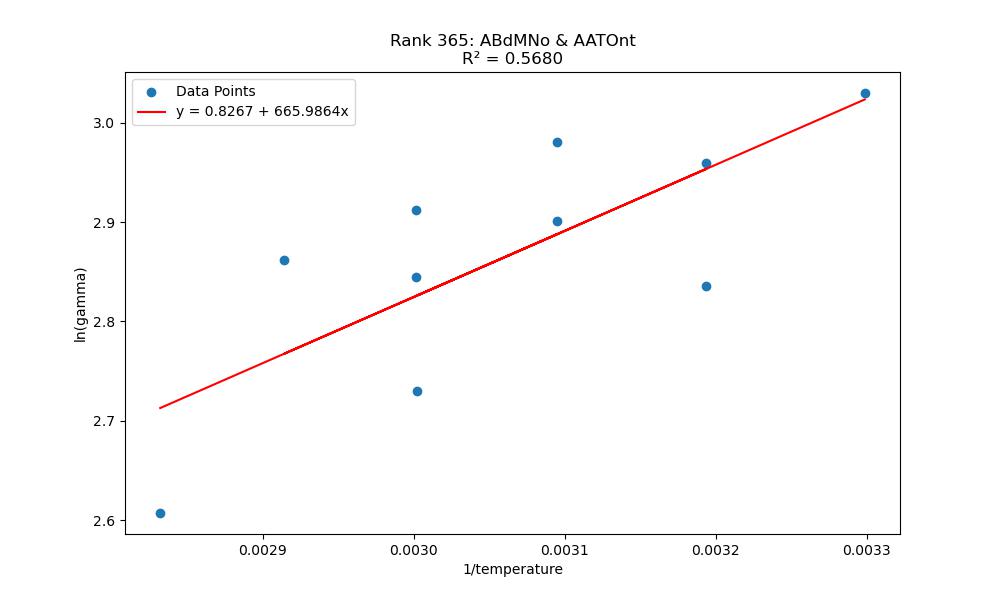 Rank 365: ABdMNo & AATOnt
R² = 0.5680
Data Points
y = 0.8267 + 665.9864x
3.0
2.9
2.8
2.7
2.6
ln(gamma)
0.0029 0.0030 0.0031 0.0032 0.0033
1/temperature